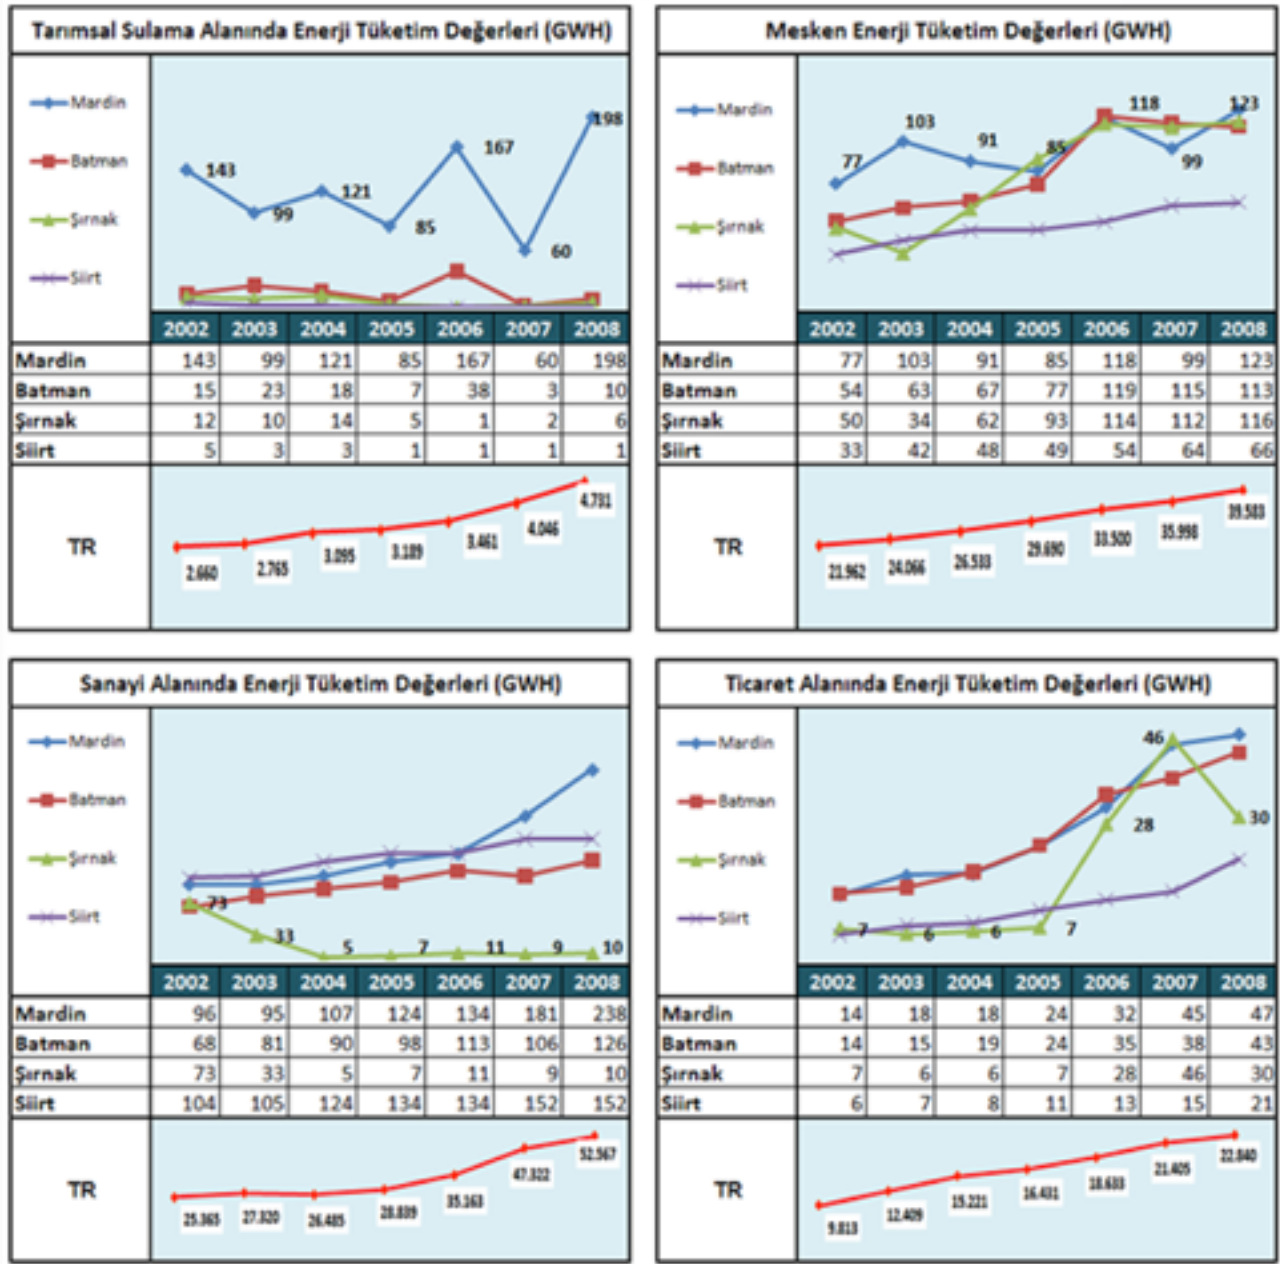 Tarımsal Sulama Alanında Enerji Tüketim Değerleri (GWH)
Mardin
Batman
Şırnak
Siirt
143
99
121
85
167
60
198
2002 2003 2004 2005 2006 2007 2008
Mardin 143 99 121 85 167 60 198
Batman 15 23 18 7 38 3 10
Şırnak 12 10 14 5 1 2 6
Siirt 5 3 3 1 1 1 1
TR
2.660 2.765 3.095 3.189 3.461 4.046 4.731
Mesken Enerji Tüketim Değerleri (GWH)
Mardin
Batman
Şırnak
Siirt
77
103
91
85
118
99
123
2002 2003 2004 2005 2006 2007 2008
Mardin 77 103 91 85 118 99 123
Batman 54 63 67 77 119 115 113
Şırnak 50 34 62 93 114 112 116
Siirt 33 42 48 49 54 64 66
TR
21.962 24.066 26.533 29.690 33.500 35.998 39.583
Sanayi Alanında Enerji Tüketim Değerleri (GWH)
Mardin
Batman
Şırnak
Siirt
73
33
5
7
11
9
10
2002 2003 2004 2005 2006 2007 2008
Mardin 96 95 107 124 134 181 238
Batman 68 81 90 98 113 106 126
Şırnak 73 33 5 7 11 9 10
Siirt 104 105 124 134 134 152 152
TR
25.365 27.320 26.485 28.839 35.163 47.322 52.567
Ticaret Alanında Enerji Tüketim Değerleri (GWH)
Mardin
Batman
Şırnak
Siirt
7
6
6
7
28
46
30
2002 2003 2004 2005 2006 2007 2008
Mardin 14 18 18 24 32 45 47
Batman 14 15 19 24 35 38 43
Şırnak 7 6 6 7 28 46 30
Siirt 6 7 8 11 13 15 21
TR
9.813 12.409 15.221 16.431 18.633 21.405 22.840